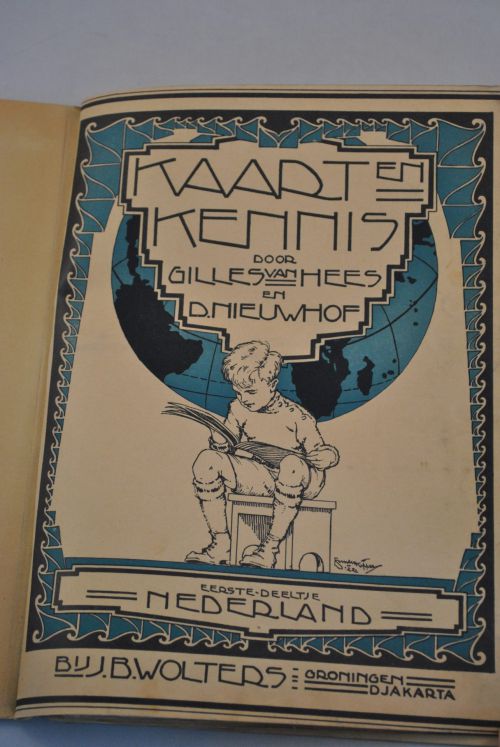 KAART EN
KENNIS
DOOR
GILLES VAN HEES
EN
D. NIEUWHOF
EERSTE-DEELTJE
NEDERLAND
BIJ J.B. WOLTERS : GRONINGEN
DJAKARTA